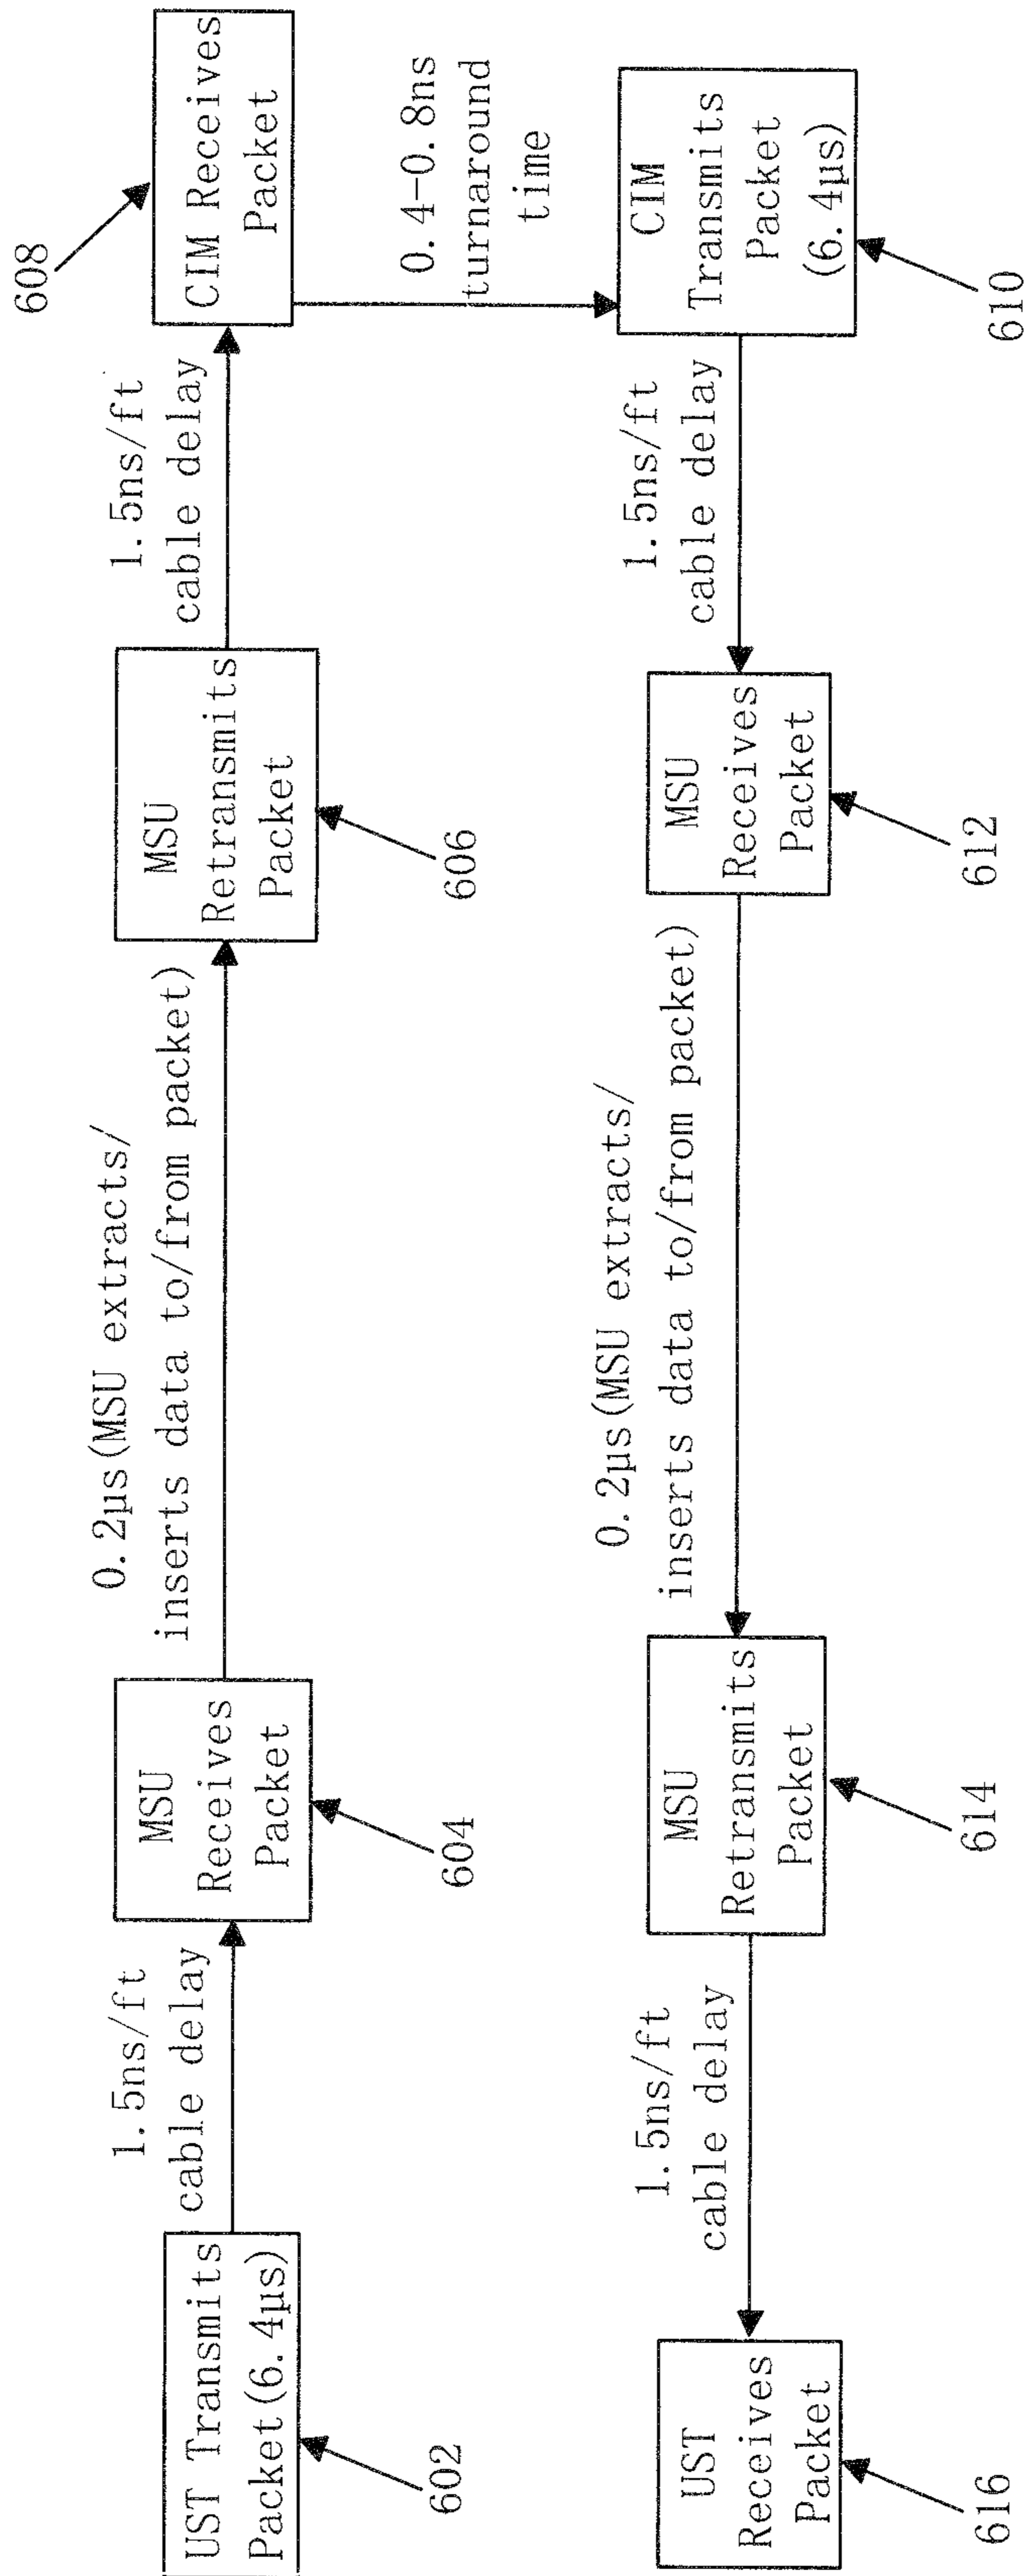 UST Transmits
Packet(6.4μs)
602
1.5ns/ft
cable delay
MSU
Receives
Packet
604
0.2μs(MSU extracts/
inserts data to/from packet)
MSU
Retransmits
Packet
606
1.5ns/ft
cable delay
CIM Receives
Packet
608
0.4-0.8ns
turnaround
time
CIM
Transmits
Packet
(6.4μs)
610
1.5ns/ft
cable delay
MSU
Receives
Packet
612
0.2μs(MSU extracts/
inserts data to/from packet)
MSU
Retransmits
Packet
614
1.5ns/ft
cable delay
UST
Receives
Packet
616